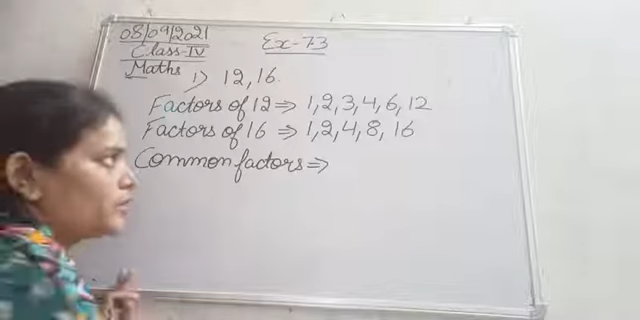 08/09/2021
Class-IV
Ex-7.3
Maths
1) 12, 16.
Factors of 12 ⇒ 1, 2, 3, 4, 6, 12
Factors of 16 ⇒ 1, 2, 4, 8, 16
Common factors ⇒